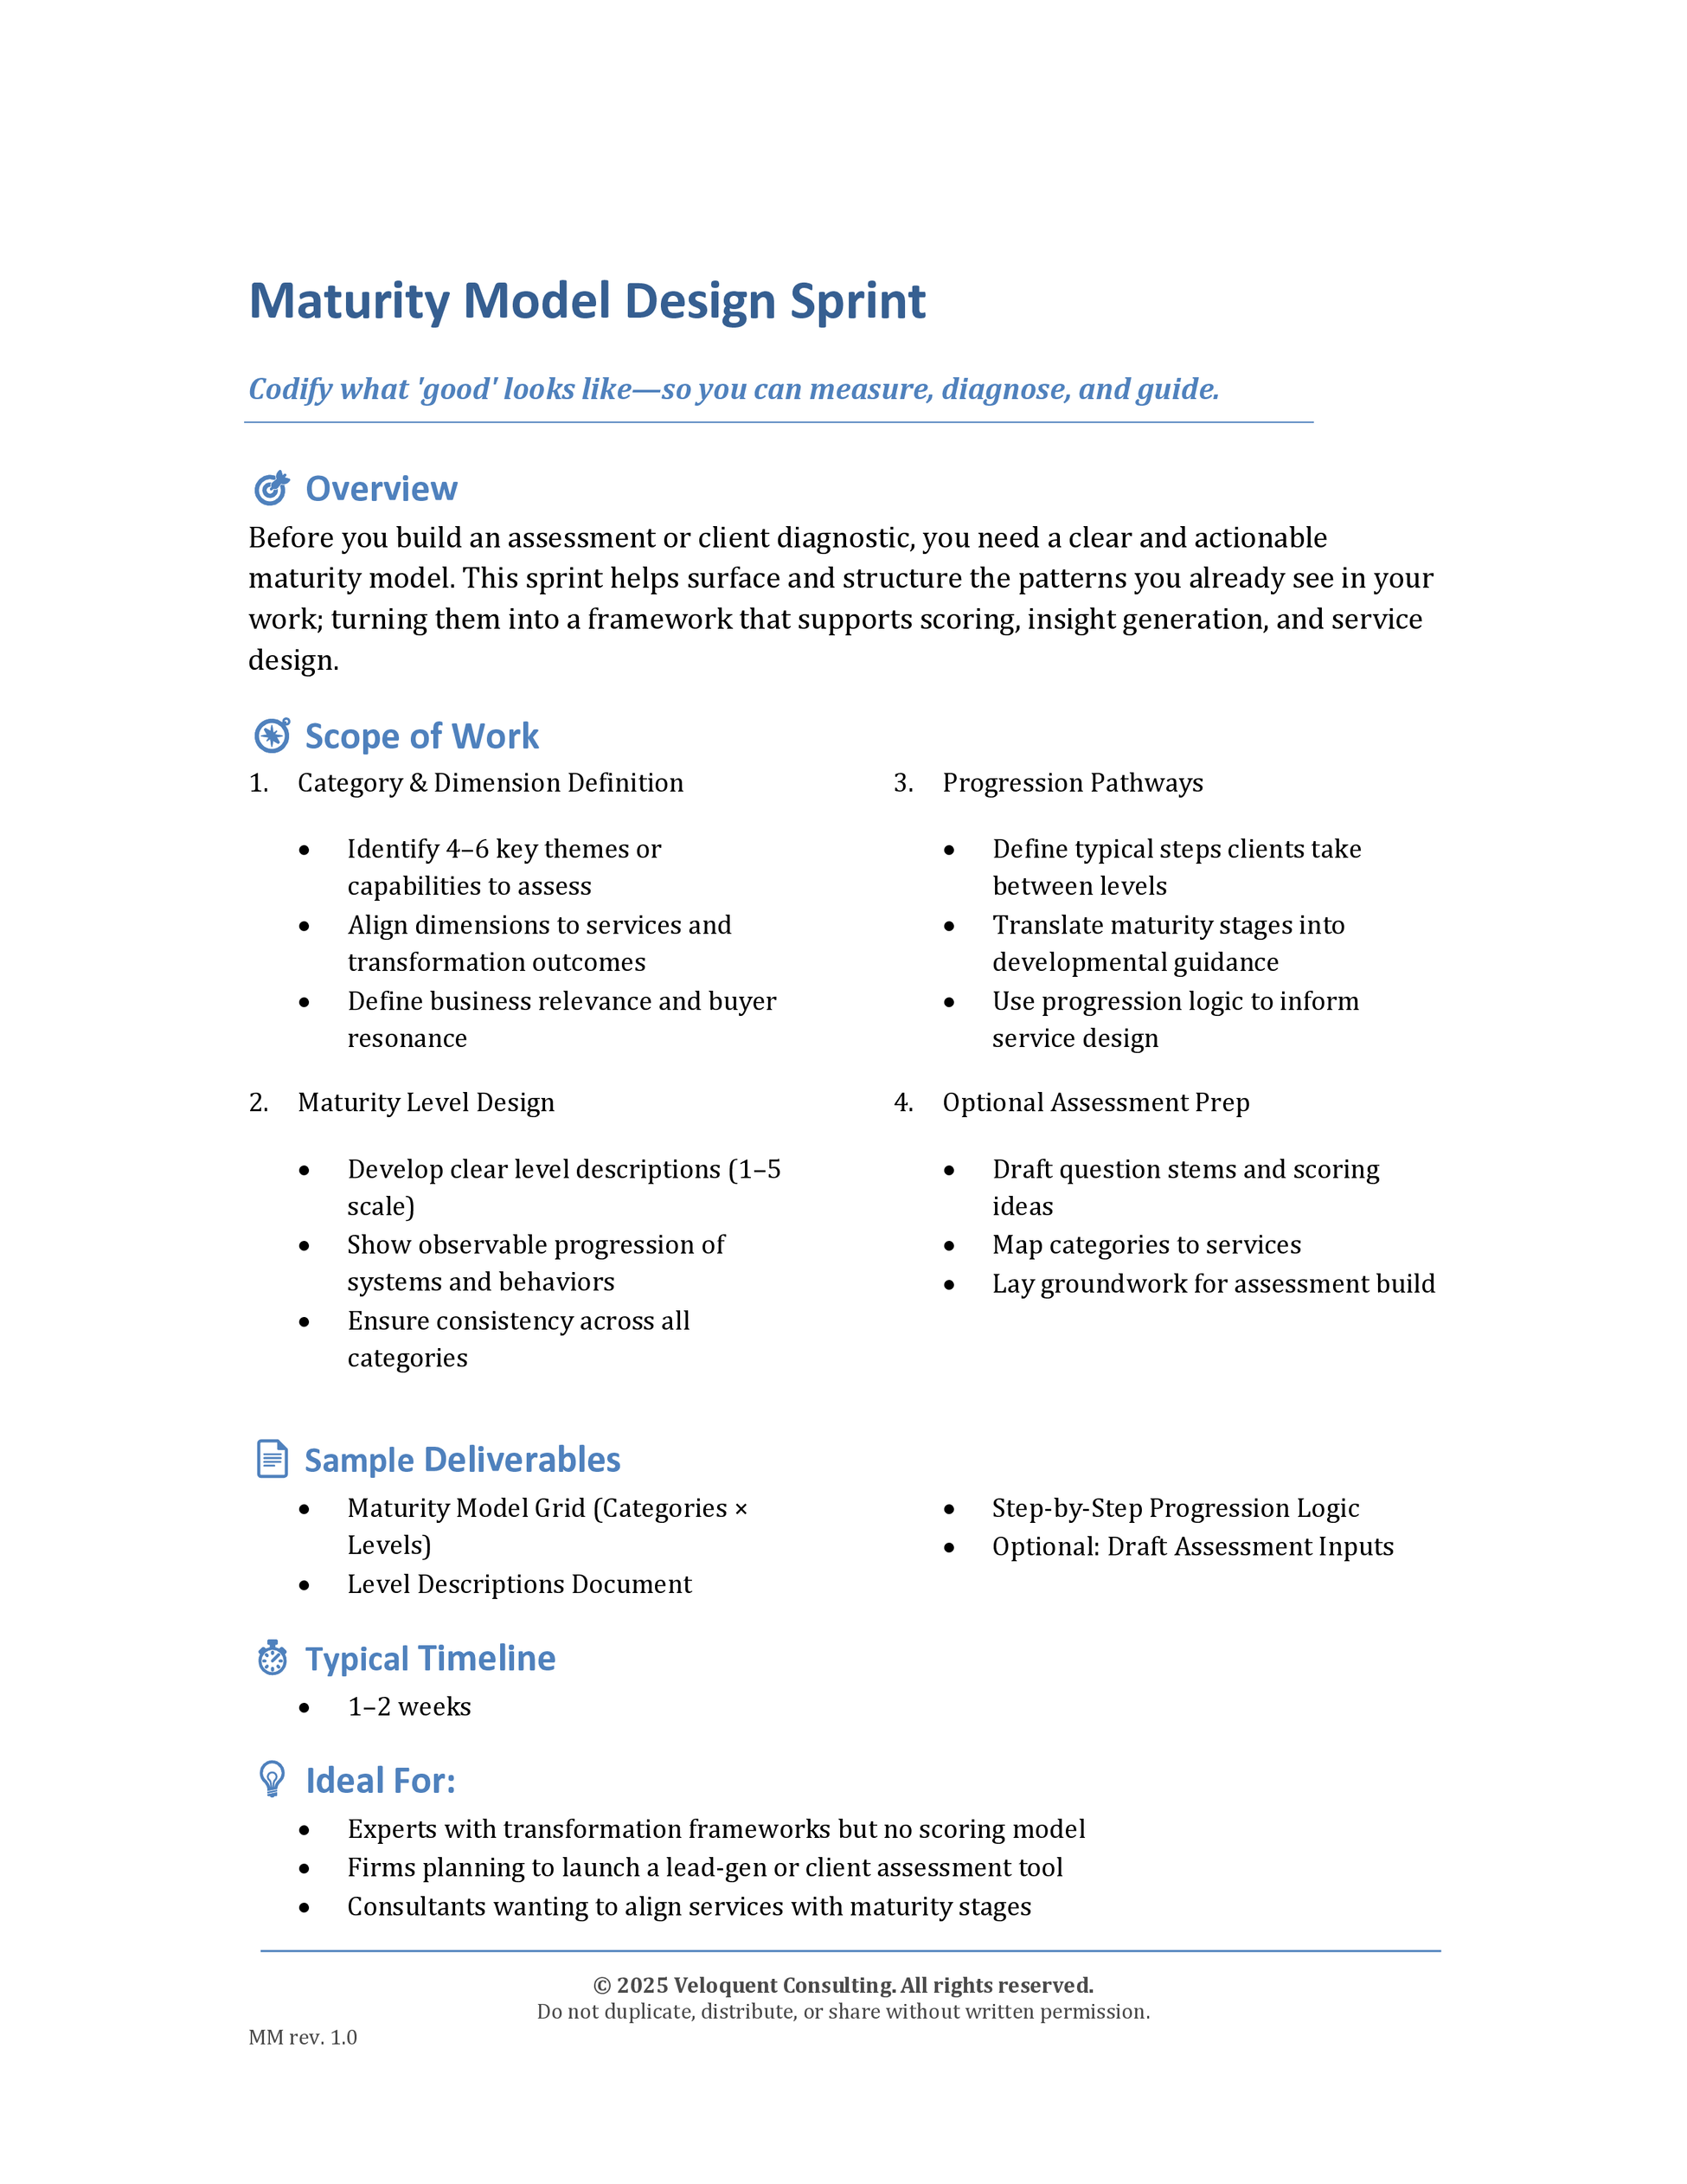 Maturity Model Design Sprint
Codify what 'good' looks like—so you can measure, diagnose, and guide.
Overview
Before you build an assessment or client diagnostic, you need a clear and actionable
maturity model. This sprint helps surface and structure the patterns you already see in your
work; turning them into a framework that supports scoring, insight generation, and service
design.
Scope of Work
1. Category & Dimension Definition
• Identify 4–6 key themes or
capabilities to assess
• Align dimensions to services and
transformation outcomes
• Define business relevance and buyer
resonance
2. Maturity Level Design
• Develop clear level descriptions (1–5
scale)
• Show observable progression of
systems and behaviors
• Ensure consistency across all
categories
3. Progression Pathways
• Define typical steps clients take
between levels
• Translate maturity stages into
developmental guidance
• Use progression logic to inform
service design
4. Optional Assessment Prep
• Draft question stems and scoring
ideas
• Map categories to services
• Lay groundwork for assessment build
Sample Deliverables
• Maturity Model Grid (Categories ×
Levels)
• Level Descriptions Document
• Step-by-Step Progression Logic
• Optional: Draft Assessment Inputs
Typical Timeline
• 1–2 weeks
Ideal For:
• Experts with transformation frameworks but no scoring model
• Firms planning to launch a lead-gen or client assessment tool
• Consultants wanting to align services with maturity stages
© 2025 Veloquent Consulting. All rights reserved.
Do not duplicate, distribute, or share without written permission.
MM rev. 1.0